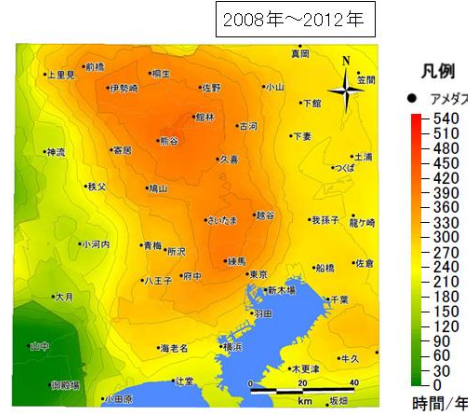 2008年～2012年
真岡
前橋
桐生
上里見
伊勢崎
佐野
小山
笠間
N
下館
館林
古河
下妻
熊谷
神流
寄居
久喜
土浦
つくば
秩父
鳩山
さいたま
越谷
我孫子
龍ケ崎
小河内
青梅
所沢
練馬
八王子
府中
東京
船橋
佐倉
大月
新木場
千葉
羽田
山中
海老名
横浜
牛久
木更津
御殿場
辻堂
小田原
0 10 20 30 40
km
坂畑
凡例
アメダス
540
510
480
450
420
390
360
330
300
270
240
210
180
150
120
90
60
30
0
時間/年